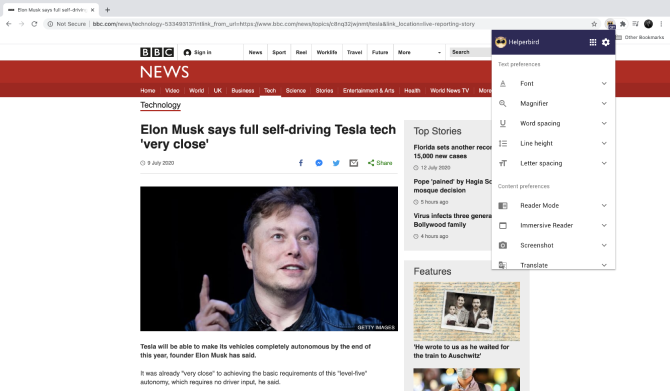 Elon Musk says full self-drivin
Not Secure
bbc.com/news/technology-53349313?intlink_from_url=https://www.bbc.com/news/topics/c8nq32jwjnmt/tesla&link_location=live-reporting-story
Other Bookmarks
BBC
Sign in
News
Sport
Reel
Worklife
Travel
Future
More
Search
NEWS
Home
Video
World
UK
Business
Tech
Science
Stories
Entertainment & Arts
Health
World News TV
More
Technology
Elon Musk says full self-driving Tesla tech
'very close'
9 July 2020
Share
GETTY IMAGES
Tesla will be able to make its vehicles completely autonomous by the end of
this year, founder Elon Musk has said.
It was already "very close" to achieving the basic requirements of this "level-five"
autonomy, which requires no driver input, he said.
Top Stories
Florida sets another recor
15,000 new cases
12 July 2020
Pope 'pained' by Hagia So
mosque decision
5 hours ago
Virus infects three genera
Bollywood family
4 hours ago
Features
'He wrote to us as he waited for
the train to Auschwitz'
Helperbird
Text preferences
Font
Magnifier
Word spacing
Line height
Letter spacing
Content preferences
Reader Mode
Immersive Reader
Screenshot
Translate